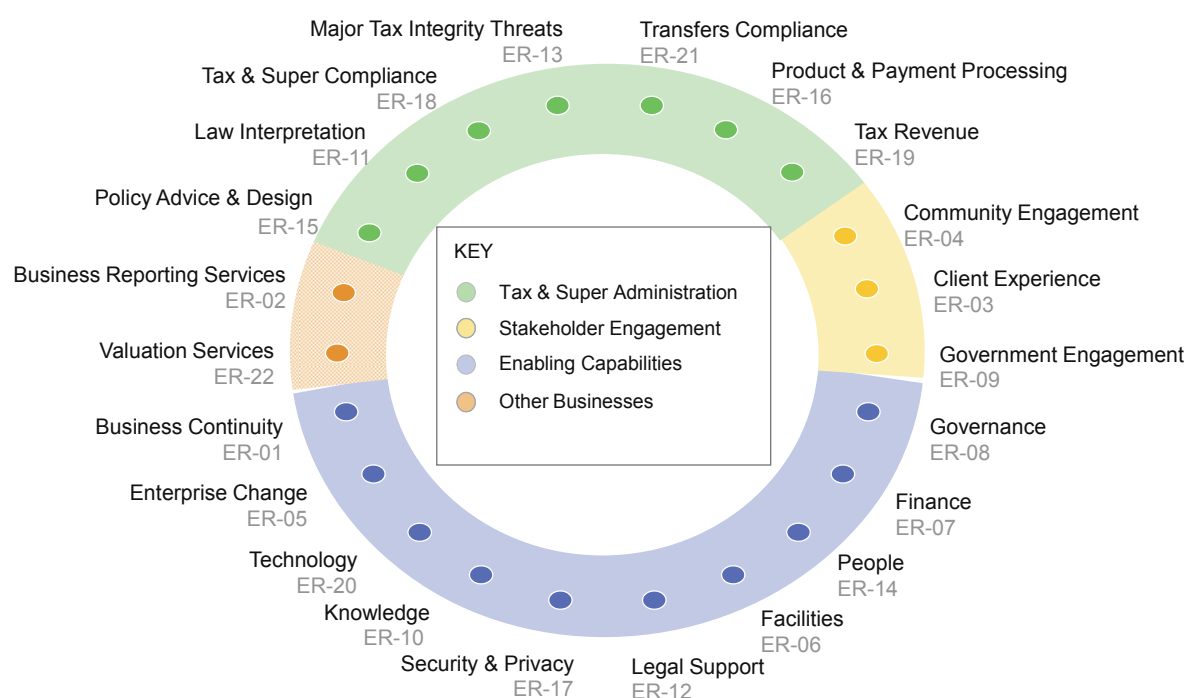 Major Tax Integrity Threats
ER-13
Transfers Compliance
ER-21
Tax & Super Compliance
ER-18
Product & Payment Processing
ER-16
Law Interpretation
ER-11
Tax Revenue
ER-19
Policy Advice & Design
ER-15
Community Engagement
ER-04
Business Reporting Services
ER-02
Client Experience
ER-03
Valuation Services
ER-22
Government Engagement
ER-09
KEY
Tax & Super Administration
Stakeholder Engagement
Enabling Capabilities
Other Businesses
Business Continuity
ER-01
Governance
ER-08
Enterprise Change
ER-05
Finance
ER-07
Technology
ER-20
People
ER-14
Knowledge
ER-10
Facilities
ER-06
Security & Privacy
ER-17
Legal Support
ER-12